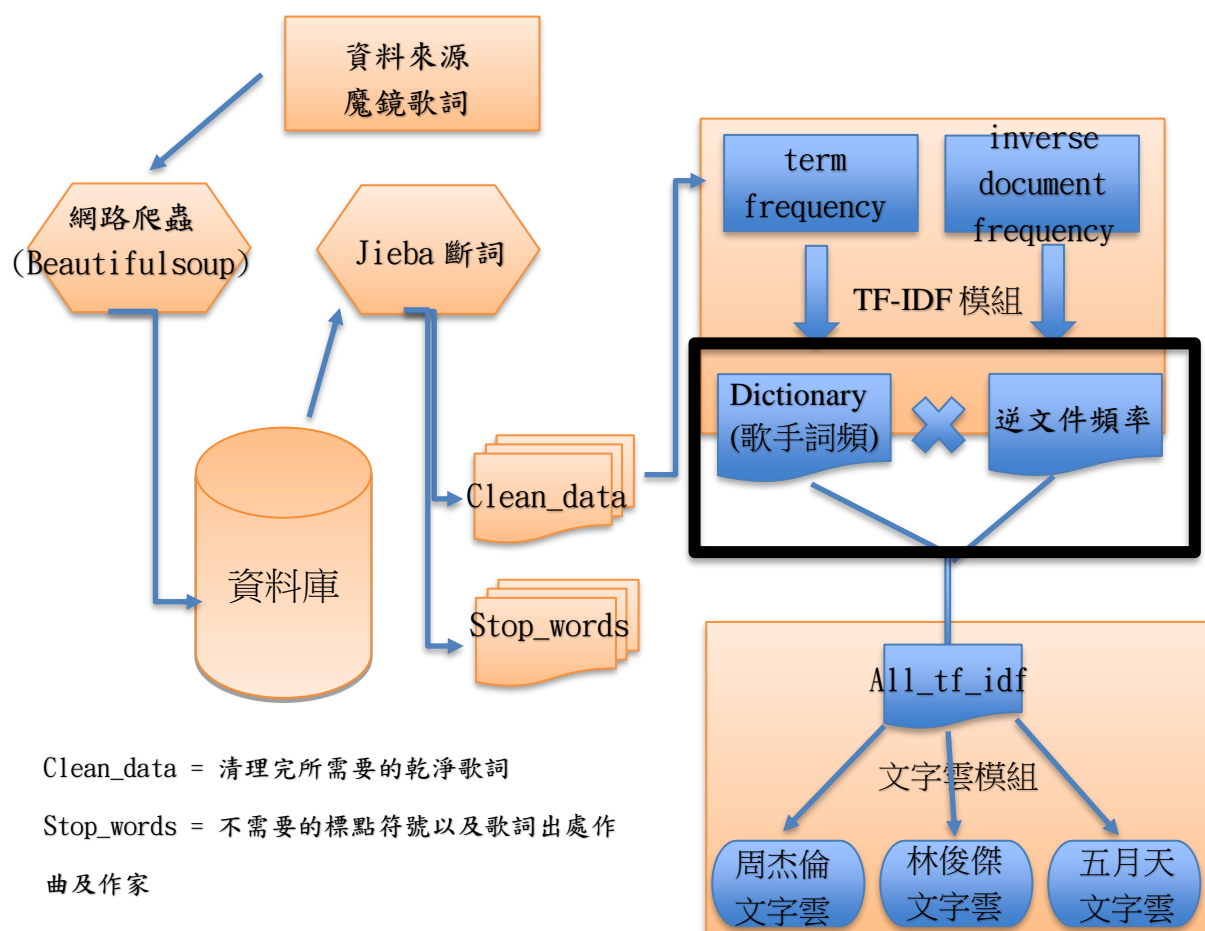 資料來源
魔鏡歌詞
網路爬蟲
(Beautifulsoup)
Jieba 斷詞
資料庫
Clean_data
Stop_words
term
frequency
inverse
document
frequency
TF-IDF 模組
Dictionary
(歌手詞頻)
逆文件頻率
All_tf_idf
文字雲模組
周杰倫
文字雲
林俊傑
文字雲
五月天
文字雲
Clean_data = 清理完所需要的乾淨歌詞
Stop_words = 不需要的標點符號以及歌詞出處作
曲及作家